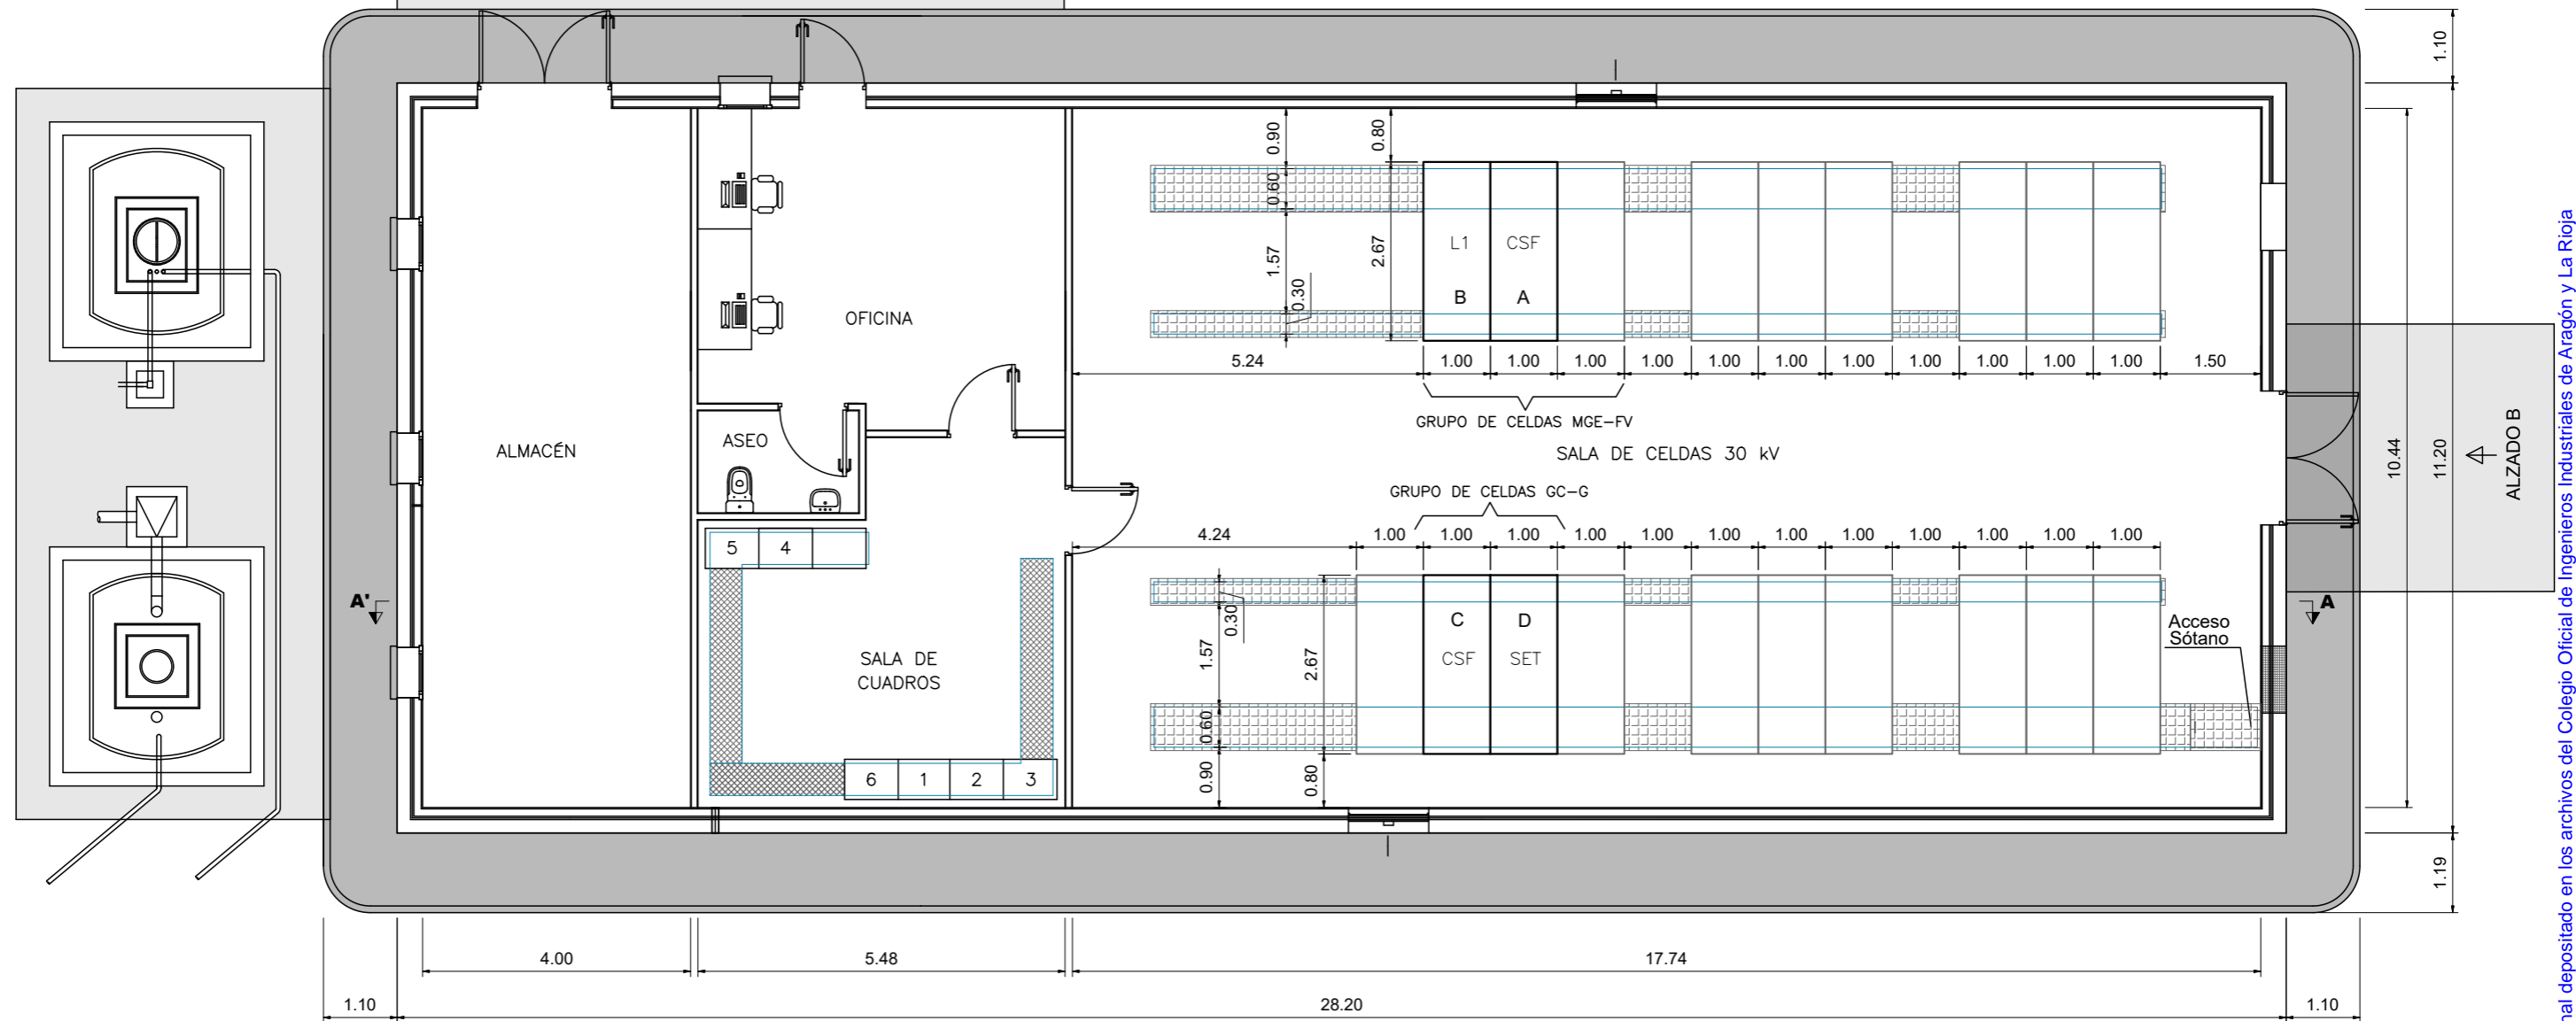 1.10
0.90
0.80
0.60
1.57
2.67
0.30
L1
CSF
B
A
OFICINA
5.24
1.00
1.00
1.00
1.00
1.00
1.00
1.00
1.00
1.00
1.00
1.00
1.50
GRUPO DE CELDAS MGE-FV
ALMACÉN
ASEO
SALA DE CELDAS 30 kV
10.44
11.20
ALZADO B
GRUPO DE CELDAS GC-G
4.24
1.00
1.00
1.00
1.00
1.00
1.00
1.00
1.00
1.00
1.00
1.00
1.00
5
4
A'
A
0.30
C
D
Acceso
Sótano
SALA DE
CUADROS
CSF
SET
1.57
2.67
0.60
0.90
0.80
6
1
2
3
1.19
4.00
5.48
17.74
1.10
28.20
1.10
nal depositado en los archivos del Colegio Oficial de Ingenieros Industriales de Aragón y La Rioja